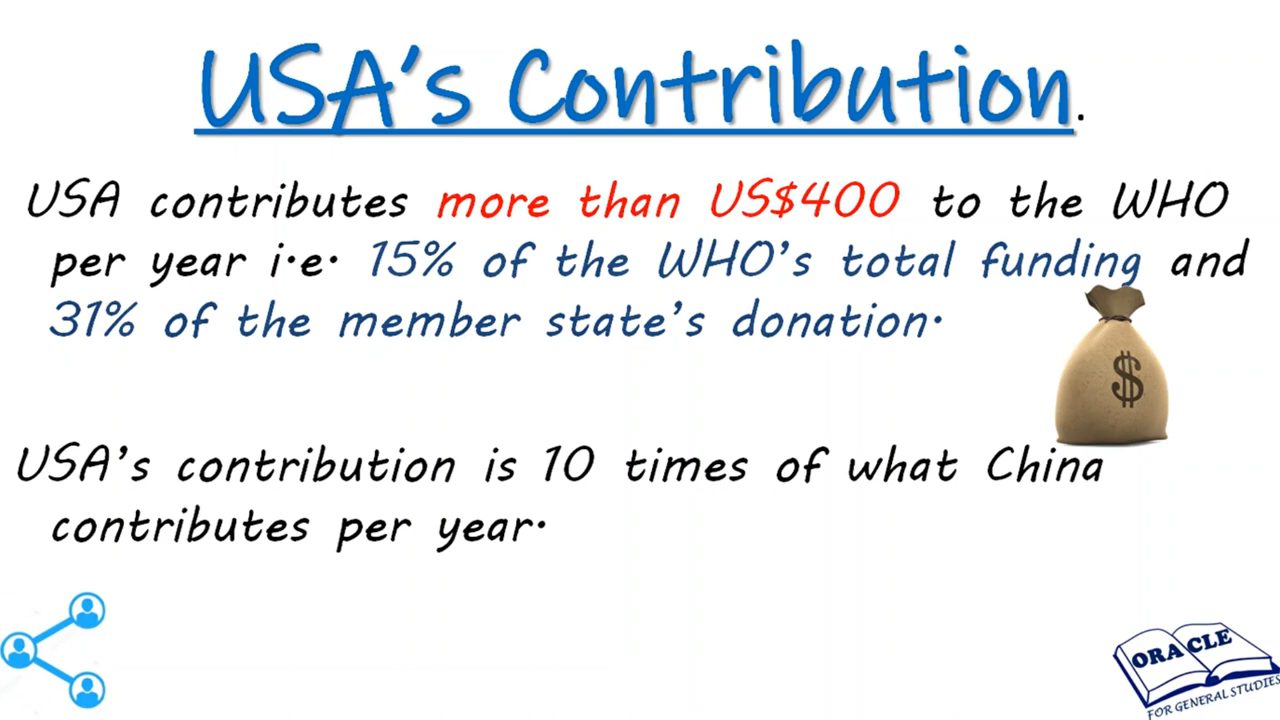 USA's Contribution.
USA contributes more than US$400 to the WHO
per year i.e. 15% of the WHO's total funding and
31% of the member state's donation.
$
USA's contribution is 10 times of what China
contributes per year.
ORACLE
FOR GENERAL STUDIES